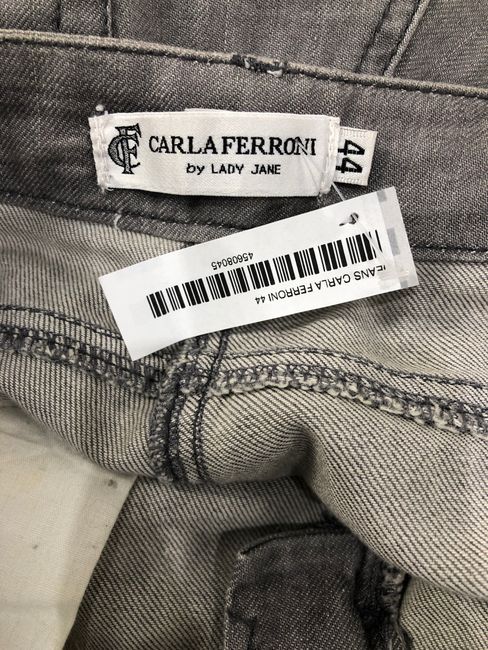 CF
CARLA FERRONI
by LADY JANE
44
45608045
JEANS CARLA FERRONI 44